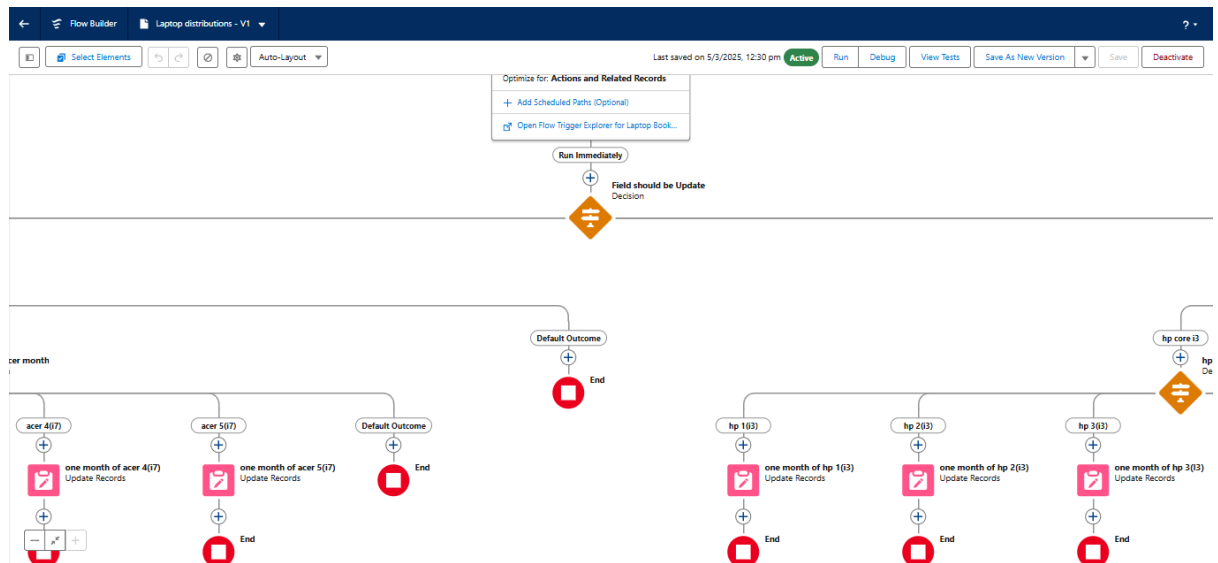 Flow Builder
Laptop distributions - V1
? 
Select Elements
Auto-Layout
Last saved on 5/3/2025, 12:30 pm
Active
Run
Debug
View Tests
Save As New Version
Save
Deactivate
Optimize for: Actions and Related Records
+ Add Scheduled Paths (Optional)
Open Flow Trigger Explorer for Laptop Book...
Run Immediately
Field should be Update
Decision
Default Outcome
End
hp core i3
hp
De
cer month
acer 4(i7)
acer 5(i7)
Default Outcome
hp 1(i3)
hp 2(i3)
hp 3(i3)
one month of acer 4(i7)
Update Records
one month of acer 5(i7)
Update Records
End
one month of hp 1(i3)
Update Records
one month of hp 2(i3)
Update Records
one month of hp 3(i3)
Update Records
End
End
End
End